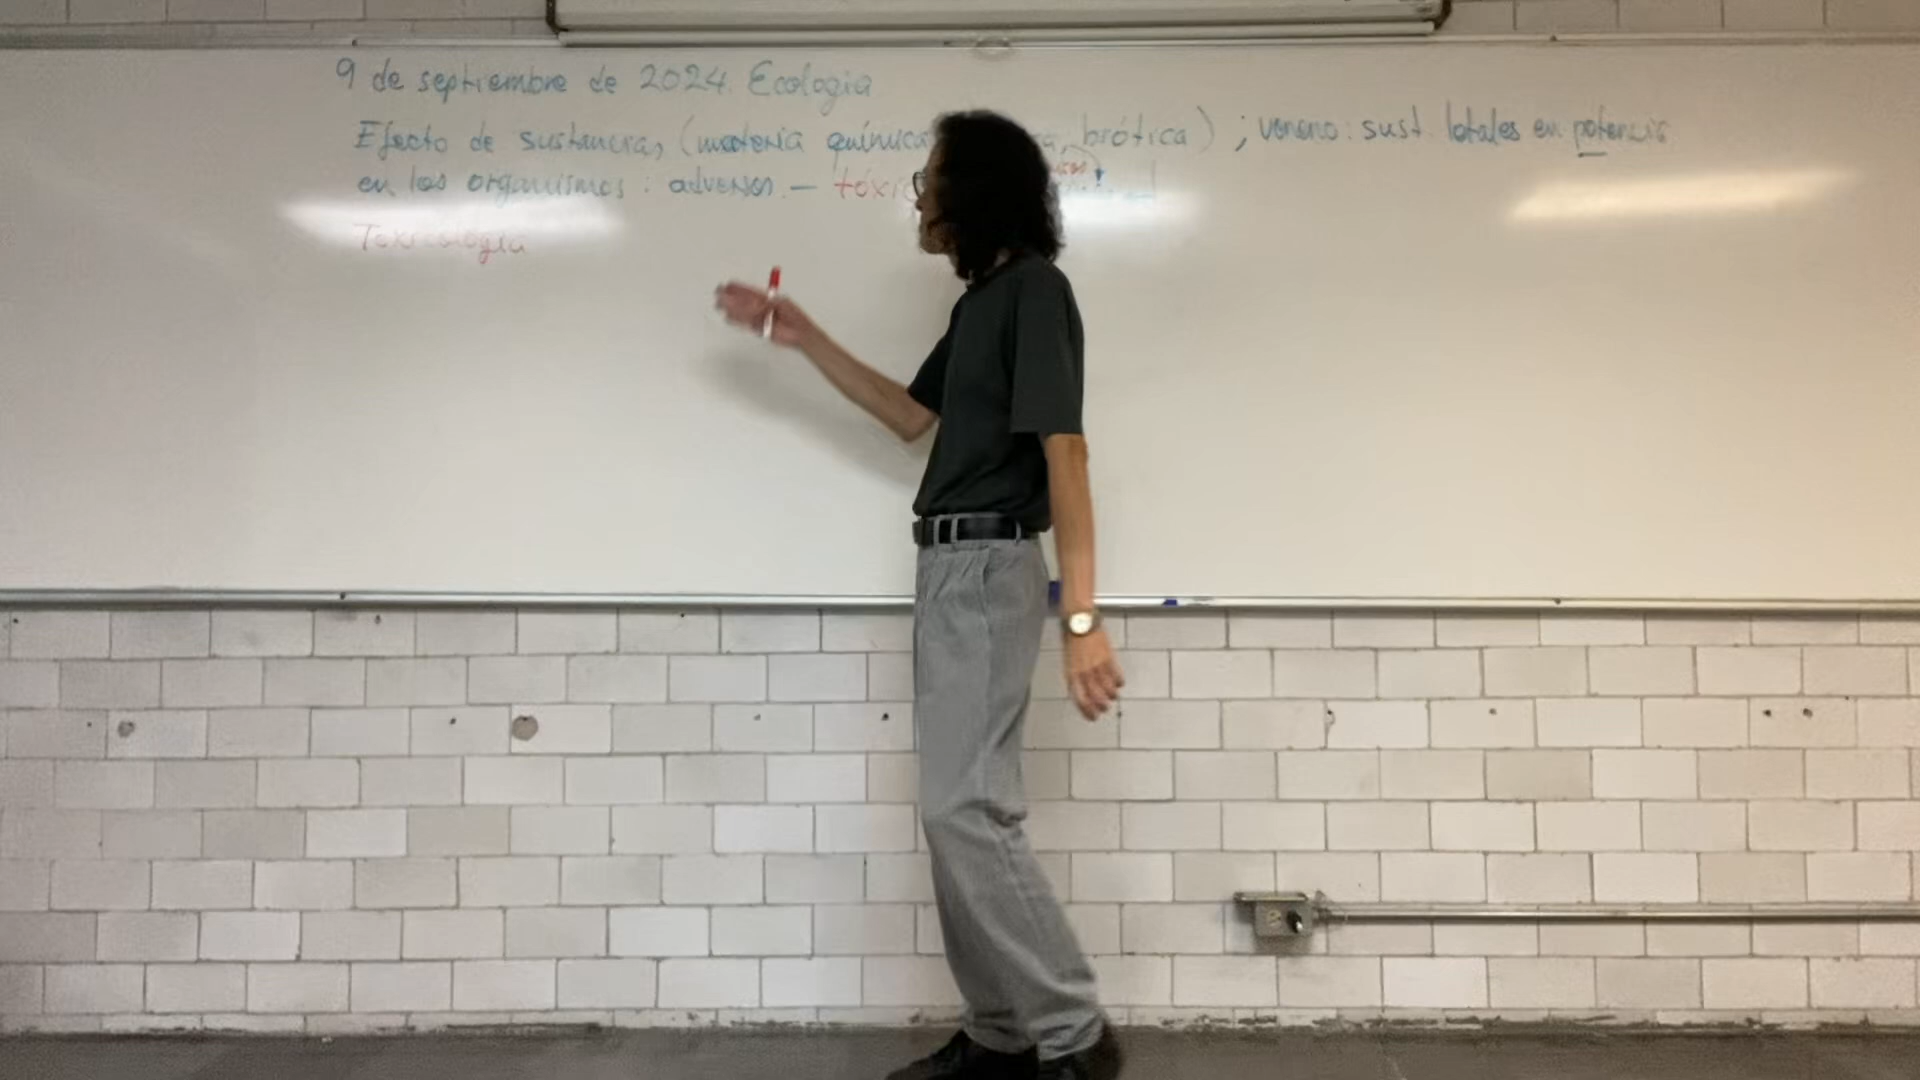 9 de septiembre de 2024. Ecología
Efecto de sustancias, (materia química biótica) ; veneno: sust. letales en potencia
en los organismos: adversos. — tóxic
Toxicología